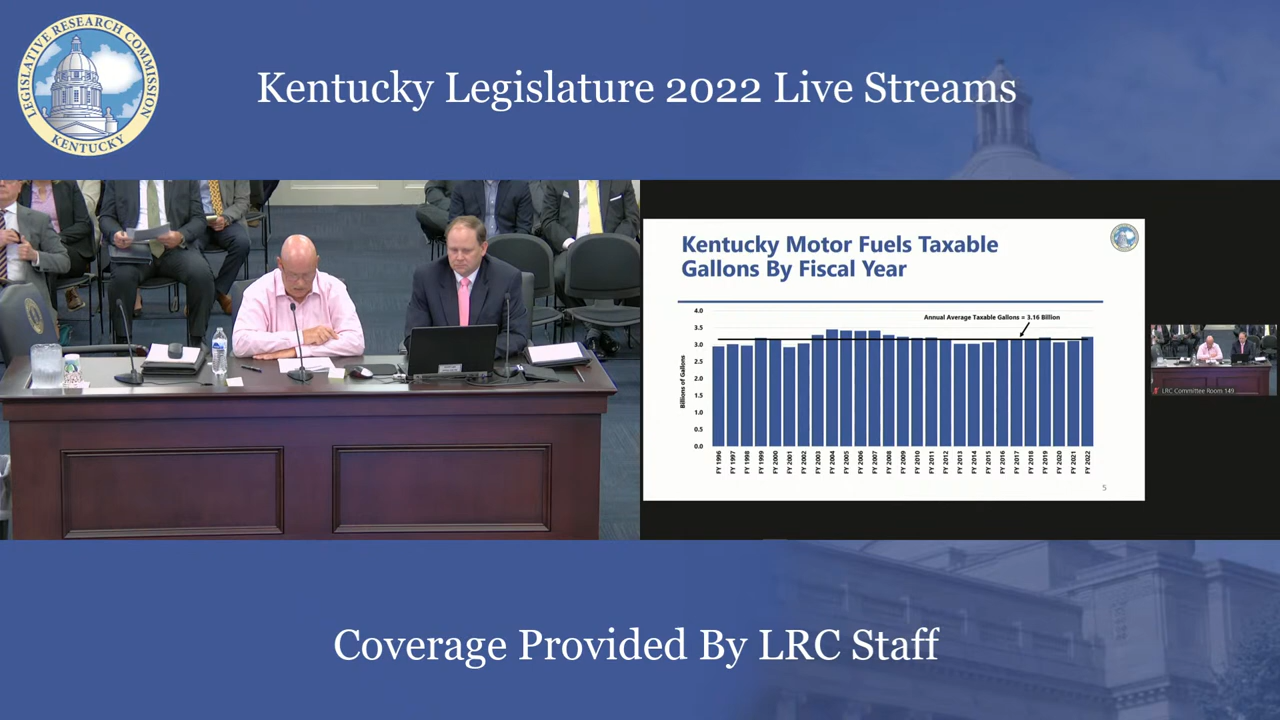 LEGISLATIVE RESEARCH COMMISSION
KENTUCKY
Kentucky Legislature 2022 Live Streams
Kentucky Motor Fuels Taxable
Gallons By Fiscal Year
Annual Average Taxable Gallons = 3.16 Billion
Billions of Gallons
4.0
3.5
3.0
2.5
2.0
1.5
1.0
0.5
0.0
FY 1996
FY 1997
FY 1998
FY 1999
FY 2000
FY 2001
FY 2002
FY 2003
FY 2004
FY 2005
FY 2006
FY 2007
FY 2008
FY 2009
FY 2010
FY 2011
FY 2012
FY 2013
FY 2014
FY 2015
FY 2016
FY 2017
FY 2018
FY 2019
FY 2020
FY 2021
FY 2022
5
LRC Committee Room 149
Coverage Provided By LRC Staff